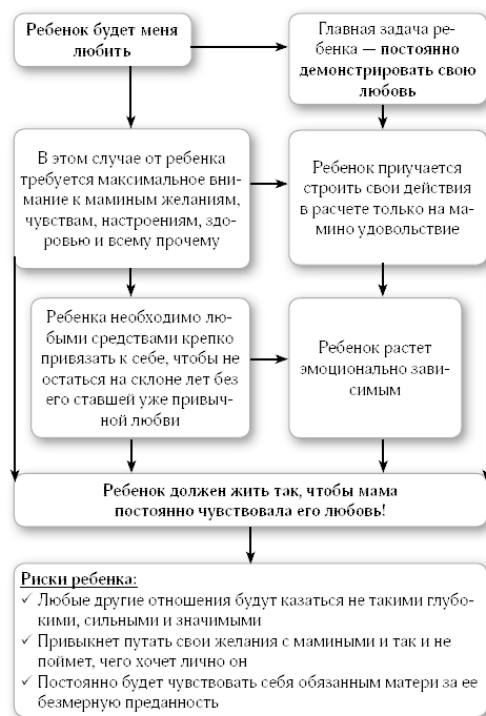 Ребенок будет меня
любить
Главная задача ре-
бенка — постоянно
демонстрировать свою
любовь
В этом случае от ребенка
требуется максимальное вни-
мание к маминым желаниям,
чувствам, настроениям, здо-
ровью и всему прочему
Ребенок приучается
строить свои действия
в расчете только на ма-
мино удовольствие
Ребенка необходимо лю-
быми средствами крепко
привязать к себе, чтобы не
остаться на склоне лет без
его ставшей уже привыч-
ной любви
Ребенок растет
эмоционально зави-
симым
Ребенок должен жить так, чтобы мама
постоянно чувствовала его любовь!
Риски ребенка:
✓ Любые другие отношения будут казаться не такими глубо-
кими, сильными и значимыми
✓ Привыкнет путать свои желания с мамиными и так и не
поймет, чего хочет лично он
✓ Постоянно будет чувствовать себя обязанным матери за ее
безмерную преданность